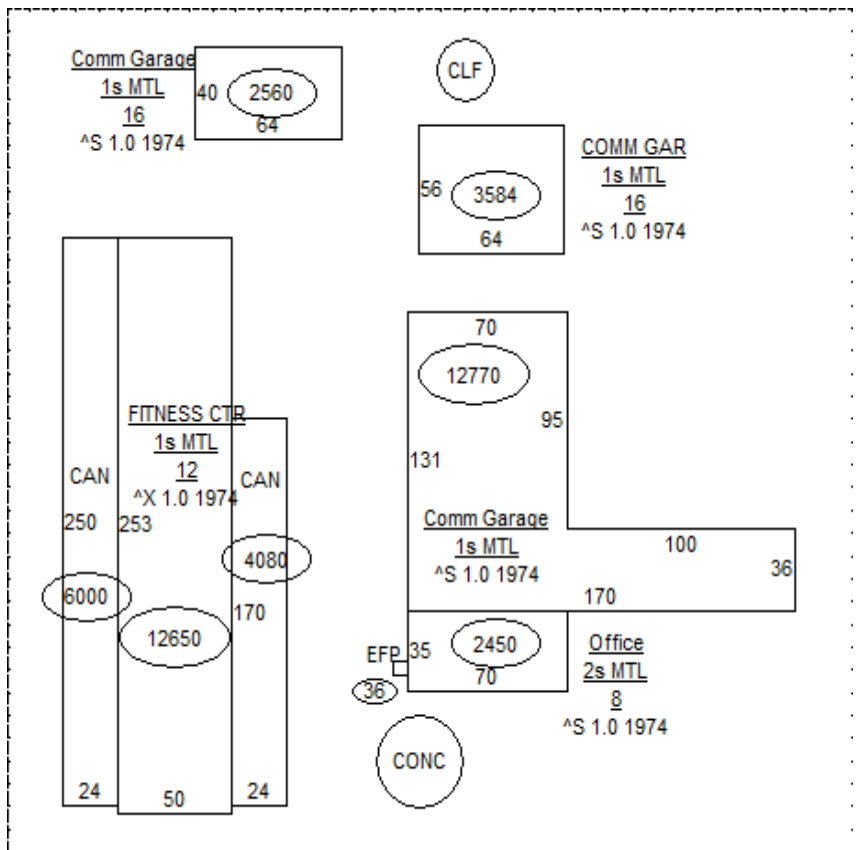 Comm Garage
1s MTL
16
^S 1.0 1974
40
2560
64
CLF
COMM GAR
1s MTL
16
^S 1.0 1974
56
3584
64
FITNESS CTR
1s MTL
12
^X 1.0 1974
CAN
250
253
6000
12650
CAN
4080
170
24
50
24
70
12770
95
131
Comm Garage
1s MTL
^S 1.0 1974
100
36
170
EFP
35
2450
70
36
Office
2s MTL
8
^S 1.0 1974
CONC